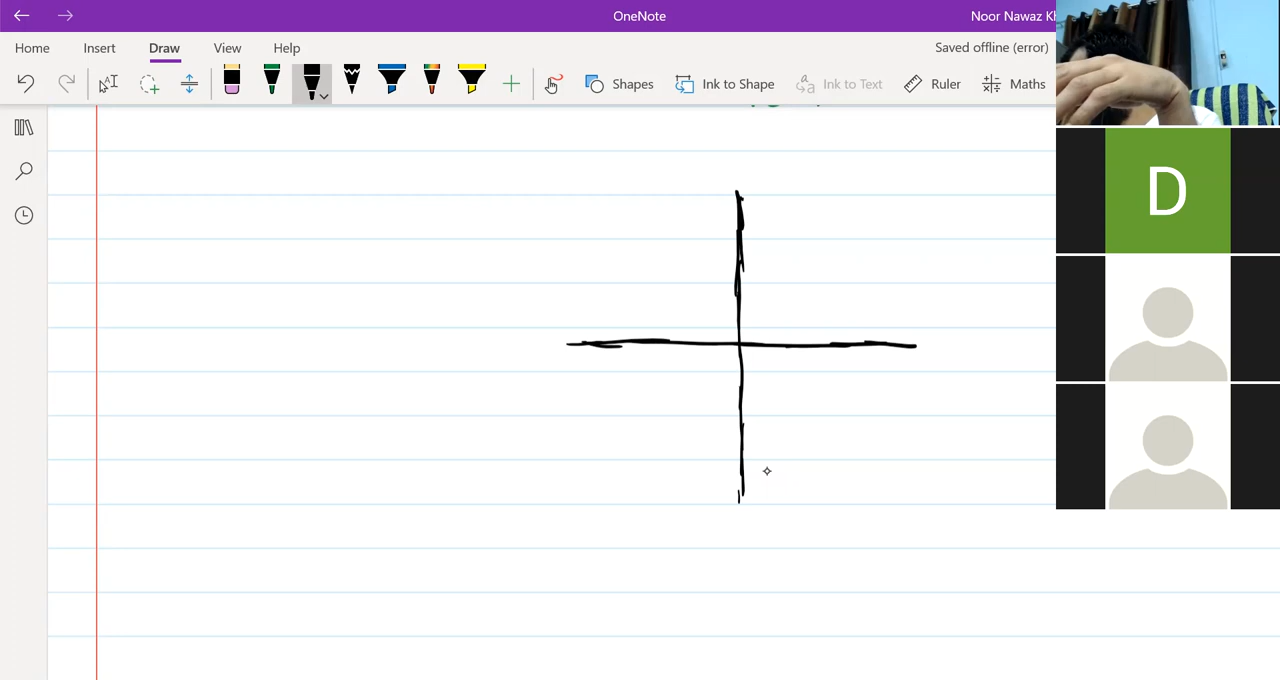 OneNote
Noor Nawaz Kh
Home Insert Draw View Help
Saved offline (error)
Shapes Ink to Shape Ink to Text Ruler Maths
D